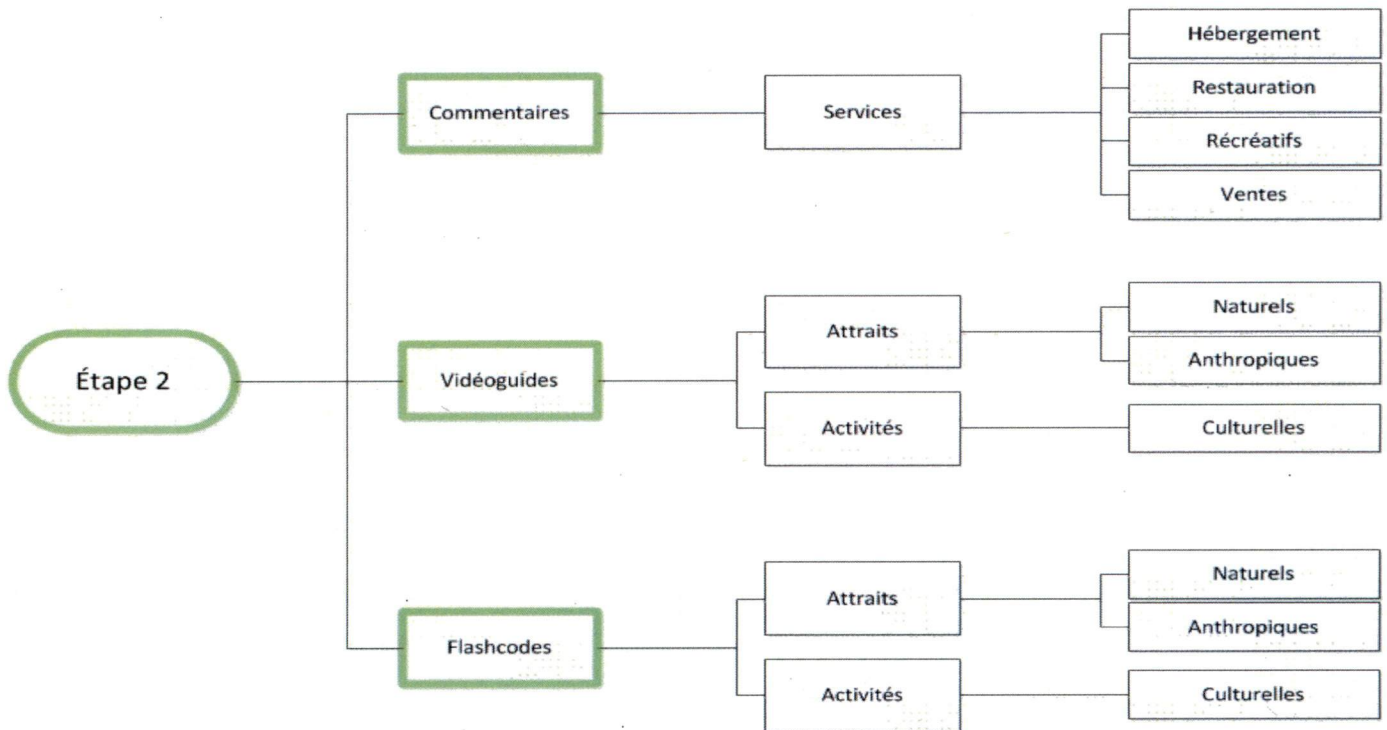 Étape 2
Commentaires
Services
Hébergement
Restauration
Récréatifs
Ventes
Vidéoguides
Attraits
Naturels
Anthropiques
Activités
Culturelles
Flashcodes
Attraits
Naturels
Anthropiques
Activités
Culturelles